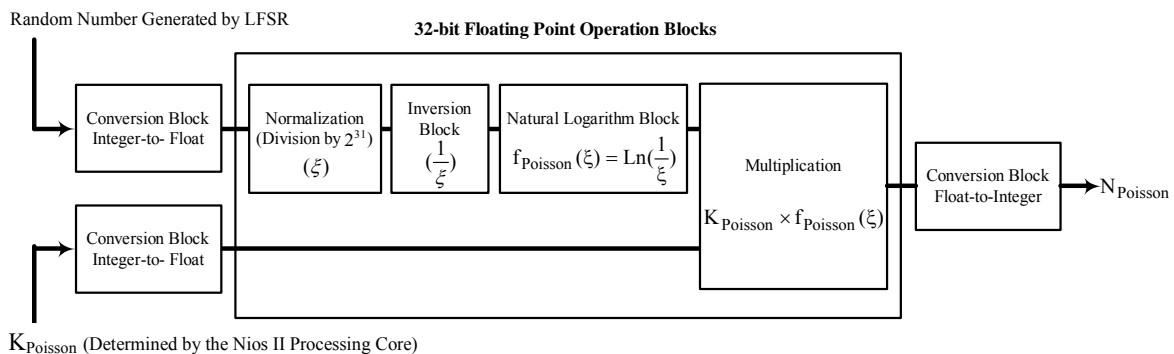 Random Number Generated by LFSR
32-bit Floating Point Operation Blocks
Conversion Block
Integer-to- Float
Normalization
(Division by 2^31)
(ξ)
Inversion
Block
(1/ξ)
Natural Logarithm Block
f_Poisson(ξ) = Ln(1/ξ)
Multiplication
K_Poisson × f_Poisson(ξ)
Conversion Block
Float-to-Integer
N_Poisson
Conversion Block
Integer-to- Float
K_Poisson (Determined by the Nios II Processing Core)